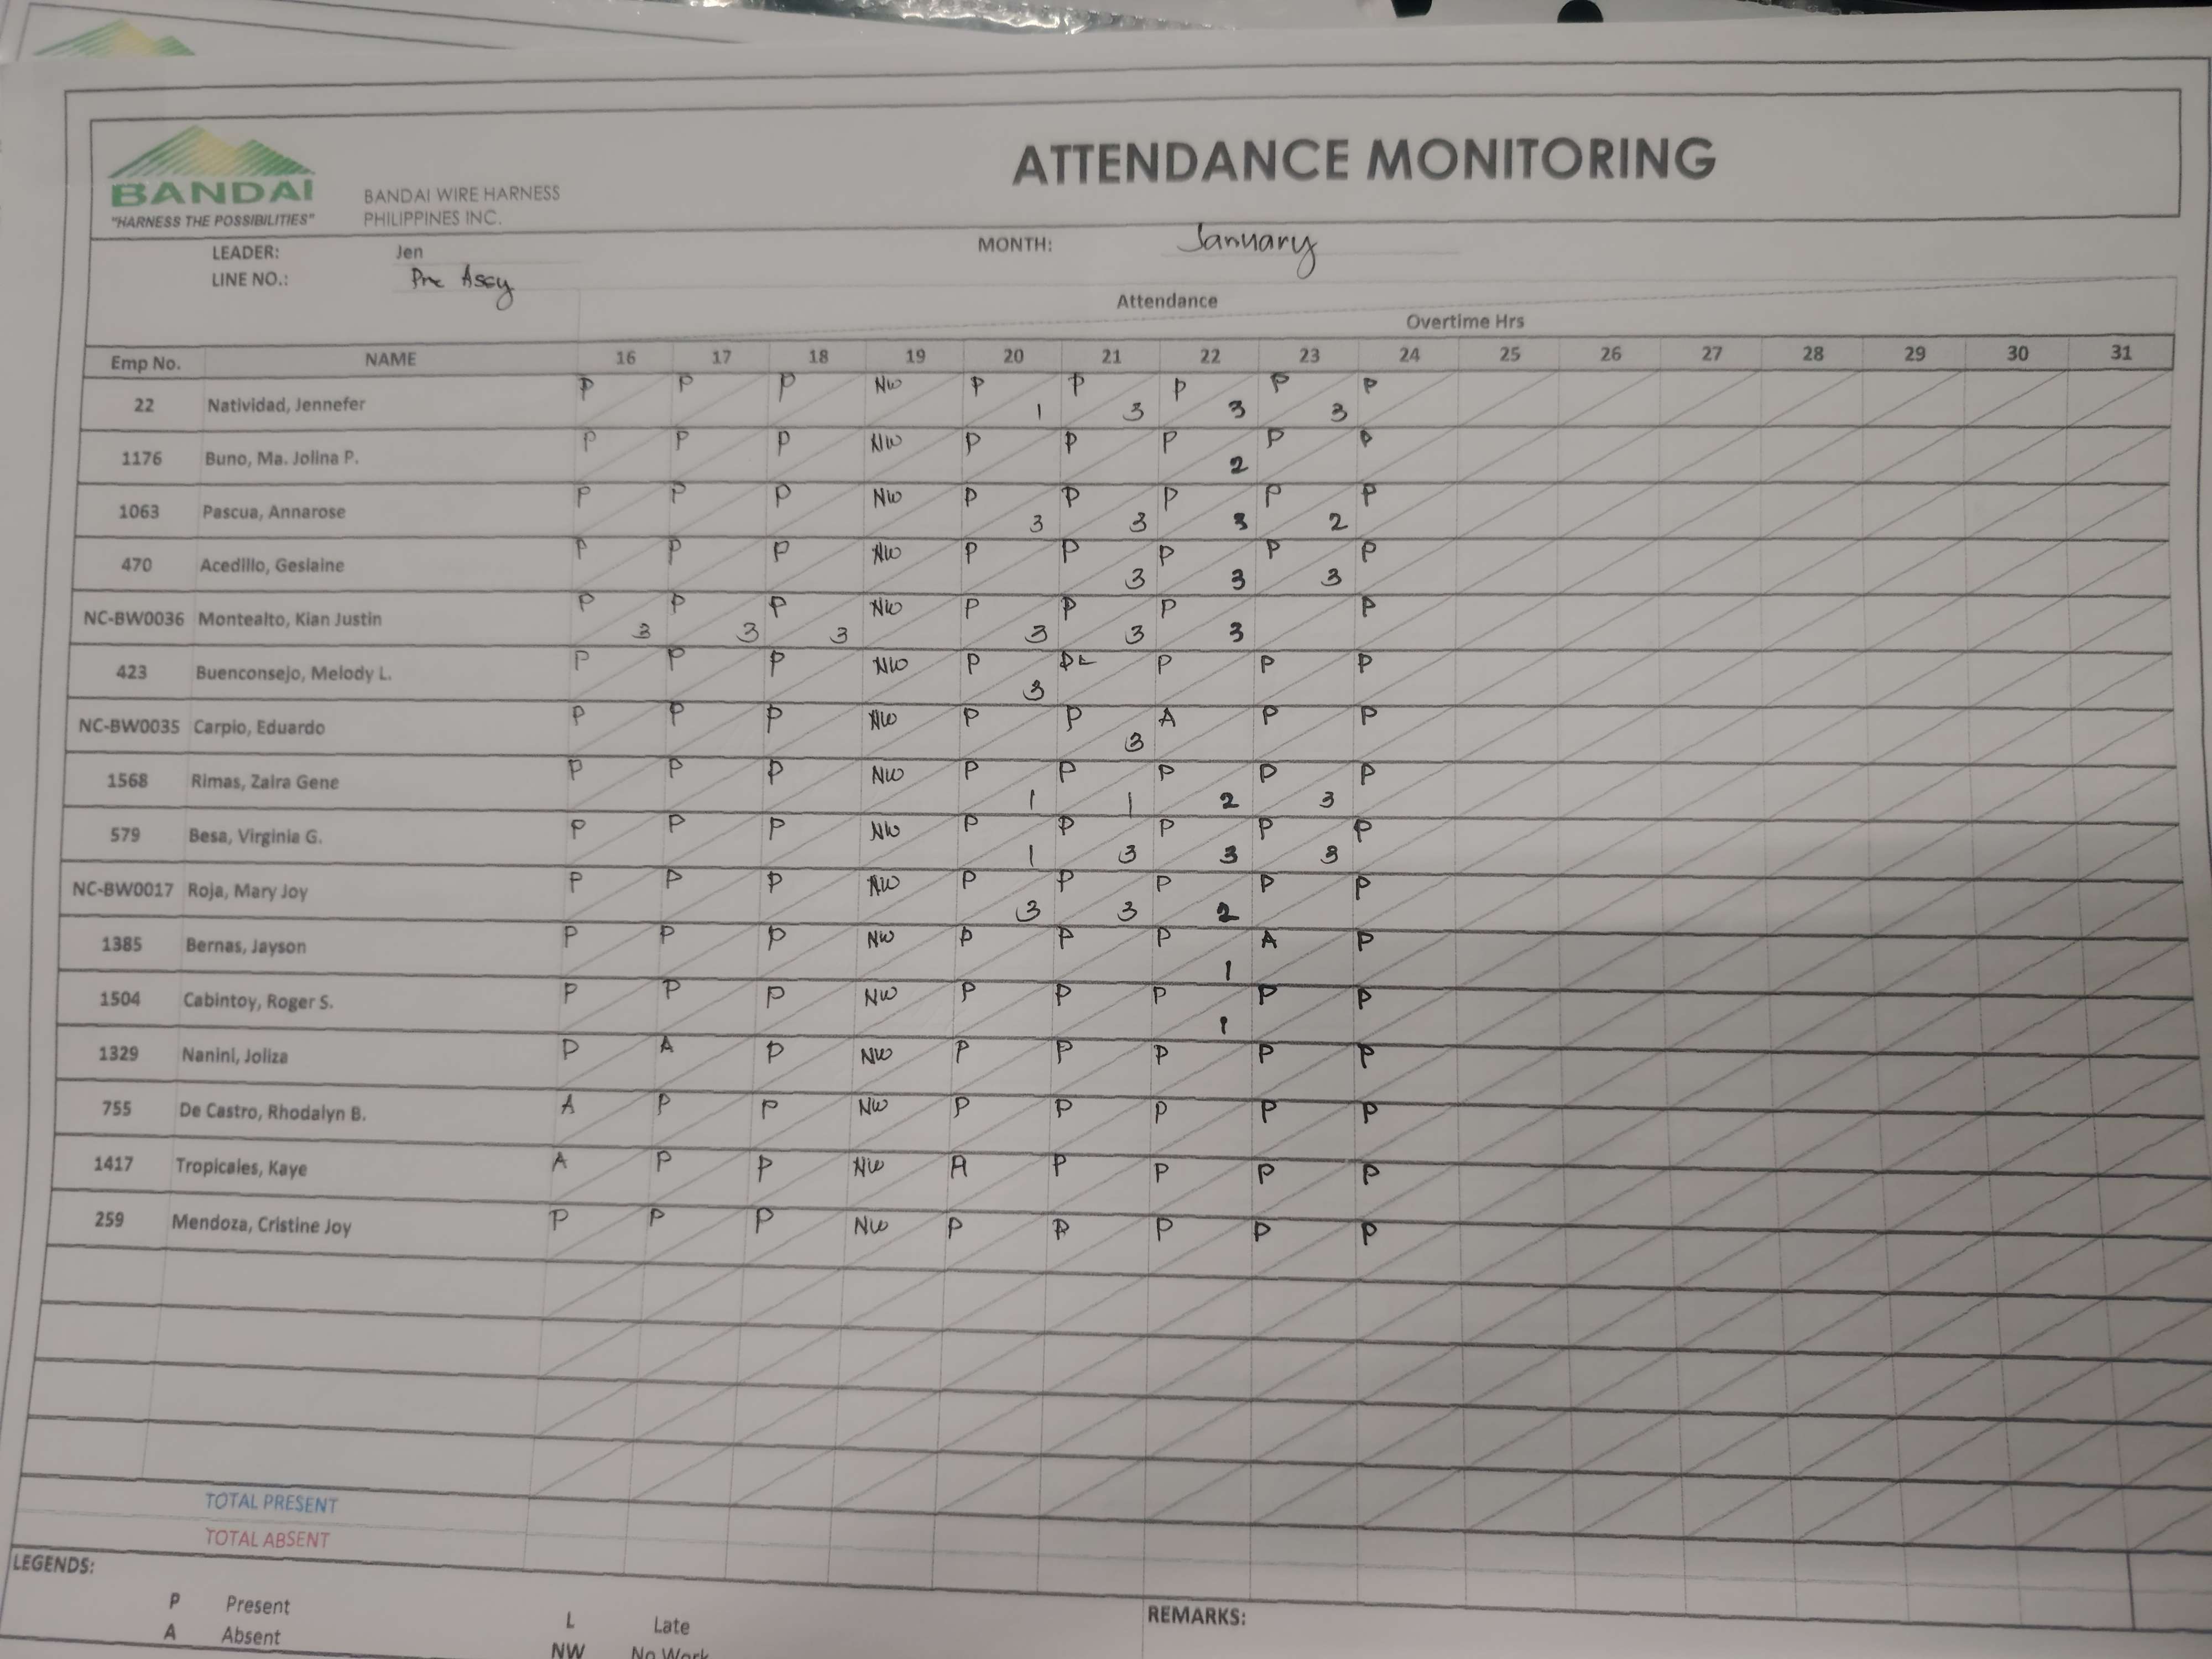 BANDAI
"HARNESS THE POSSIBILITIES"
BANDAI WIRE HARNESS
PHILIPPINES INC.
ATTENDANCE MONITORING
LEADER: Jen
MONTH: January
LINE NO.: Pre Assy
Attendance
Overtime Hrs
Emp No. NAME 16 17 18 19 20 21 22 23 24 25 26 27 28 29 30 31
P P P NW P P P P P
22 Natividad, Jennefer 1 3 3 3
P P P NW P P P P P
1176 Buno, Ma. Jolina P. 2
P P P NW P P P P P
1063 Pascua, Annarose 3 3 3 2
P P P NW P P P P P
470 Acedillo, Geslaine 3 3 3
P P P NW P P P P
NC-BW0036 Montealto, Kian Justin 3 3 3 3 3 3
P P P NW P PL P P P
423 Buenconsejo, Melody L. 3
P P P NW P P A P P
NC-BW0035 Carpio, Eduardo 3
P P P NW P P P P P
1568 Rimas, Zaira Gene 1 1 2 3
P P P NW P P P P P
579 Besa, Virginia G. 1 3 3 3
P P P NW P P P P P
NC-BW0017 Roja, Mary Joy 3 3 2
P P P NW P P P A P
1385 Bernas, Jayson 1
P P P NW P P P P P
1504 Cabintoy, Roger S. 1
P A P NW P P P P P
1329 Nanini, Joliza
A P P NW P P P P P
755 De Castro, Rhodalyn B.
A P P NW A P P P P
1417 Tropicales, Kaye
P P P NW P P P P P
259 Mendoza, Cristine Joy
TOTAL PRESENT
TOTAL ABSENT
LEGENDS:
P Present
A Absent
L Late
NW No Work
REMARKS: